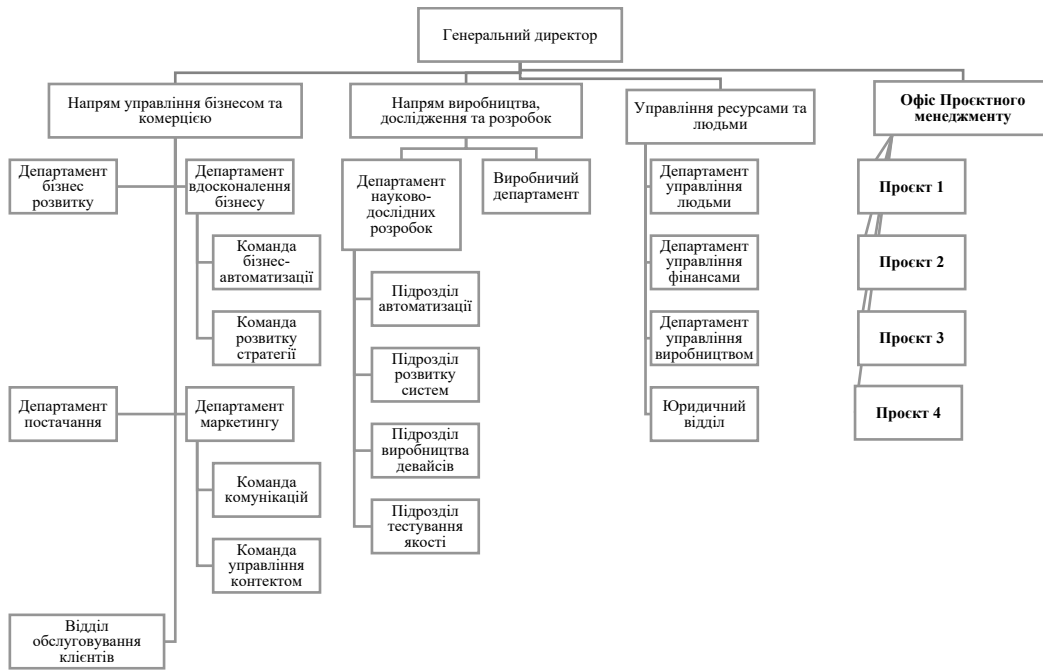 Генеральний директор
Напрям управління бізнесом та
комерцією
Напрям виробництва,
дослідження та розробок
Управління ресурсами та
людьми
Офіс Проєктного
менеджменту
Департамент
бізнес
розвитку
Департамент
вдосконалення
бізнесу
Команда
бізнес-
автоматизації
Команда
розвитку
стратегії
Департамент
постачання
Департамент
маркетингу
Команда
комунікацій
Команда
управління
контектом
Відділ
обслуговування
клієнтів
Департамент
науково-
дослідних
розробок
Виробничий
департамент
Підрозділ
автоматизації
Підрозділ
розвитку
систем
Підрозділ
виробництва
девайсів
Підрозділ
тестування
якості
Департамент
управління
людьми
Департамент
управління
фінансами
Департамент
управління
виробництвом
Юридичний
відділ
Проєкт 1
Проєкт 2
Проєкт 3
Проєкт 4